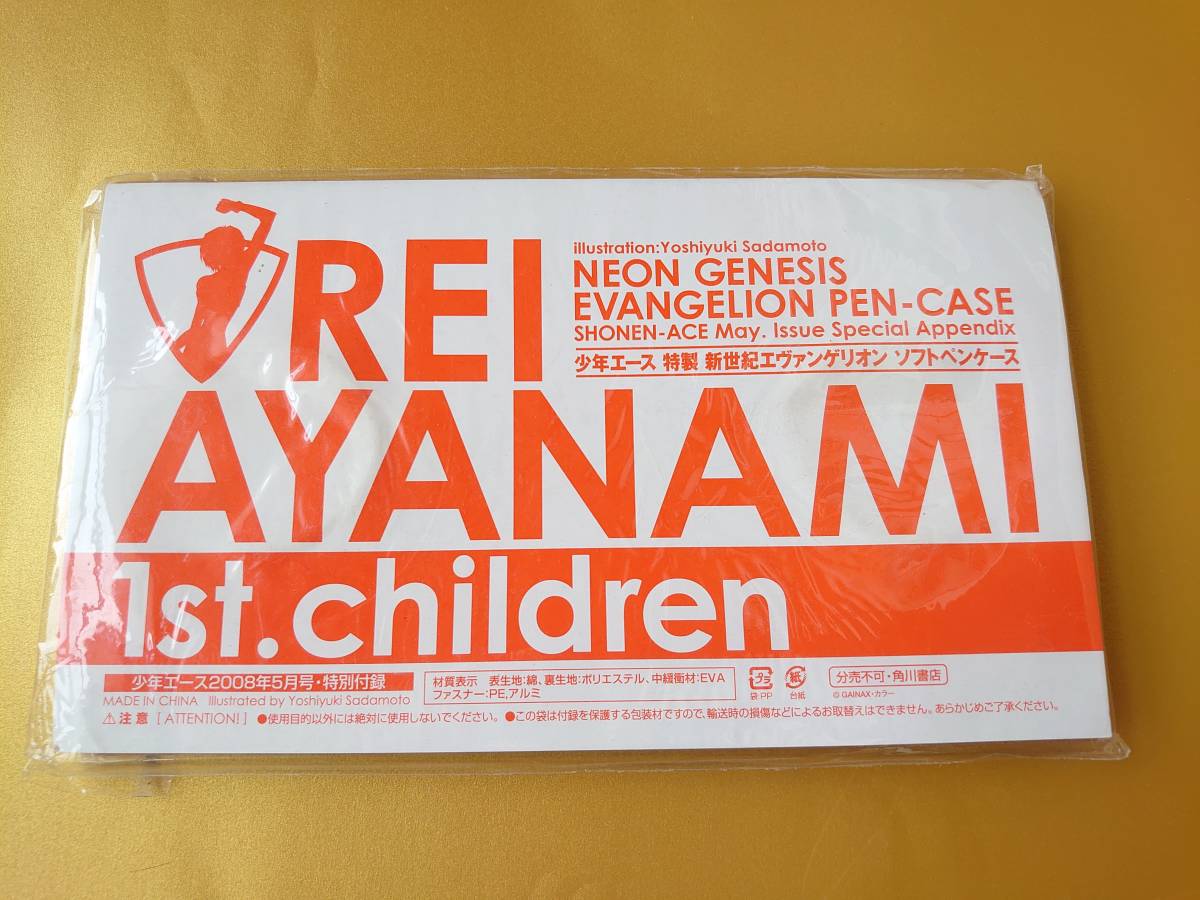 REI
illustration:Yoshiyuki Sadamoto
NEON GENESIS
EVANGELION PEN-CASE
SHONEN-ACE May. Issue Special Appendix
少年エース 特製 新世紀エヴァンゲリオン ソフトペンケース
AYANAMI
1st.children
少年エース2008年5月号・特別付録
MADE IN CHINA Illustrated by Yoshiyuki Sadamoto
材質表示 表生地:綿、裏生地:ポリエステル、中緩衝材:EVA
ファスナー:PE,アルミ
プラ
袋:PP
紙
台紙
分売不可・角川書店
© GAINAX・カラー
⚠注意 [ATTENTION!] ●使用目的以外には絶対に使用しないでください。 ●この袋は付録を保護する包装材ですので、輸送時の損傷などによるお取替えはできません。あらかじめご了承ください。